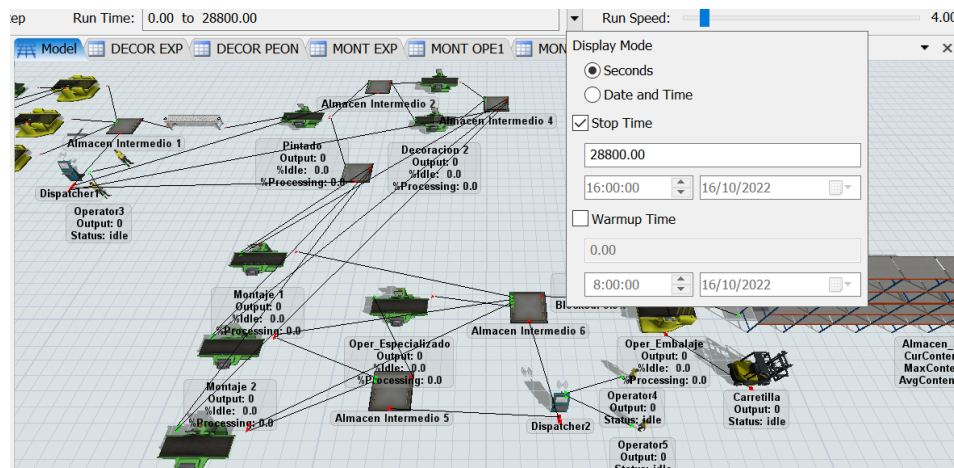 ep Run Time: 0.00 to 28800.00 Run Speed: 4.00
Model DECOR EXP DECOR PEON MONT EXP MONT OPE1 MON
Display Mode
Seconds
Date and Time
Stop Time
28800.00
16:00:00 16/10/2022
Warmup Time
0.00
8:00:00 16/10/2022
Almacen Intermedio 2
Almacen Intermedio 4
Almacen Intermedio 1
Pintado
Output: 0
%Idle: 0.0
%Processing: 0.0
Decoracion 2
Output: 0
%Idle: 0.0
%Processing: 0.0
Dispatcher1
Operator3
Output: 0
Status: idle
Montaje 1
Output: 0
%Idle: 0.0
%Processing: 0.0
Almacen Intermedio 6
Oper_Especializado
Output: 0
%Idle: 0.0
%Processing: 0.0
Oper_Embalaje
Output: 0
%Idle: 0.0
%Processing: 0.0
Almacen_
CurConten
MaxConte
AvgConten
Montaje 2
Output: 0
%Idle: 0.0
%Processing: 0.0
Almacen Intermedio 5
Dispatcher2
Operator4
Output: 0
Status: idle
Carretilla
Output: 0
Status: idle
Operator5
Output: 0
Status: idle